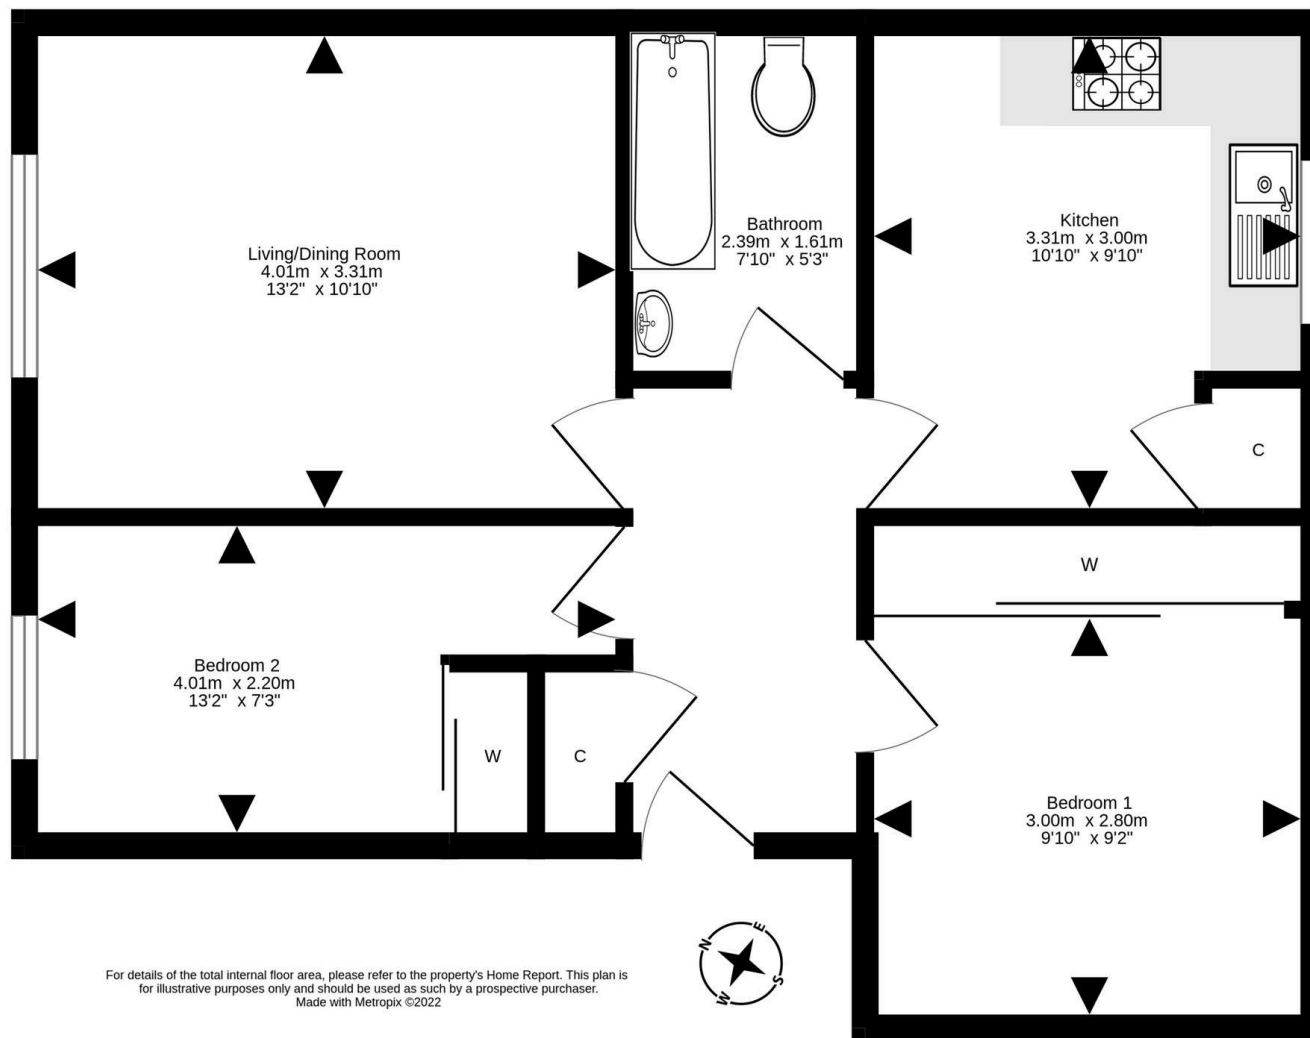 Living/Dining Room
4.01m  x 3.31m
13'2"  x 10'10"
Bathroom
2.39m  x 1.61m
7'10"  x 5'3"
Kitchen
3.31m  x 3.00m
10'10"  x 9'10"
C
W
Bedroom 2
4.01m  x 2.20m
13'2"  x 7'3"
W
C
Bedroom 1
3.00m  x 2.80m
9'10"  x 9'2"
N
E
S
W
For details of the total internal floor area, please refer to the property's Home Report. This plan is
for illustrative purposes only and should be used as such by a prospective purchaser.
Made with Metropix ©2022